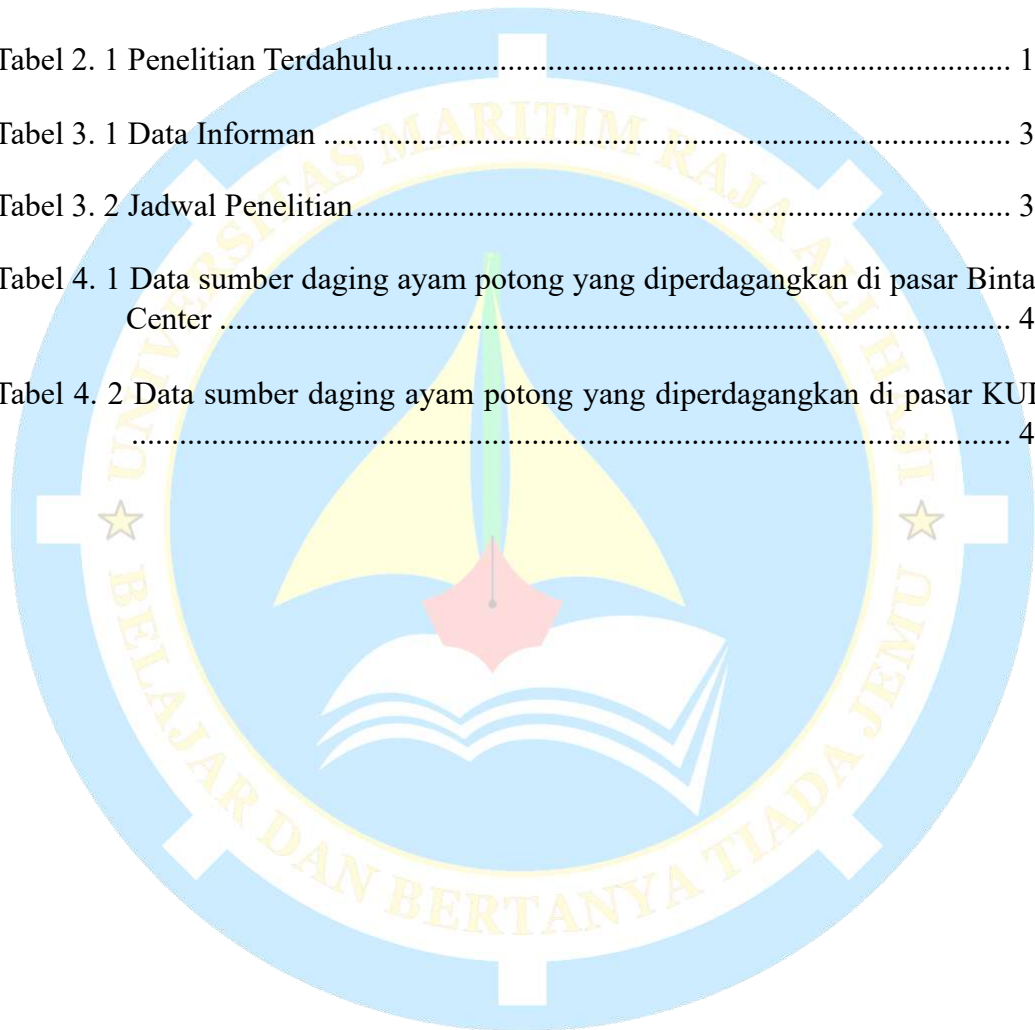 Tabel 2. 1 Penelitian Terdahulu.................................................................................. 1
Tabel 3. 1 Data Informan ........................................................................................... 3
Tabel 3. 2 Jadwal Penelitian....................................................................................... 3
Tabel 4. 1 Data sumber daging ayam potong yang diperdagangkan di pasar Binta
Center ......................................................................................................... 4
Tabel 4. 2 Data sumber daging ayam potong yang diperdagangkan di pasar KUD
..................................................................................................................... 4
UNIVERSITAS MARITIM RAJA ALI HAJI
BELAJAR DAN BERTANYA TIADA JEMU